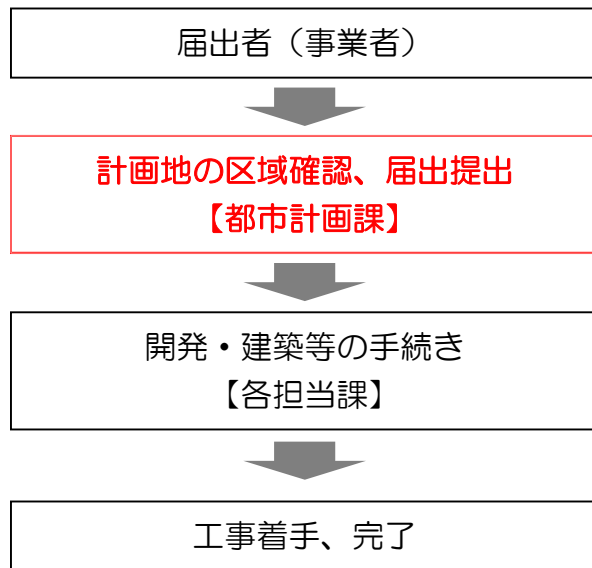 届出者（事業者）
計画地の区域確認、届出提出
【都市計画課】
開発・建築等の手続き
【各担当課】
工事着手、完了